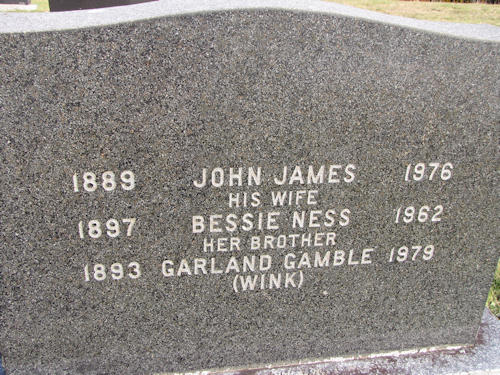 1889 JOHN JAMES 1976
HIS WIFE
1897 BESSIE NESS 1962
HER BROTHER
1893 GARLAND GAMBLE 1979
(WINK)